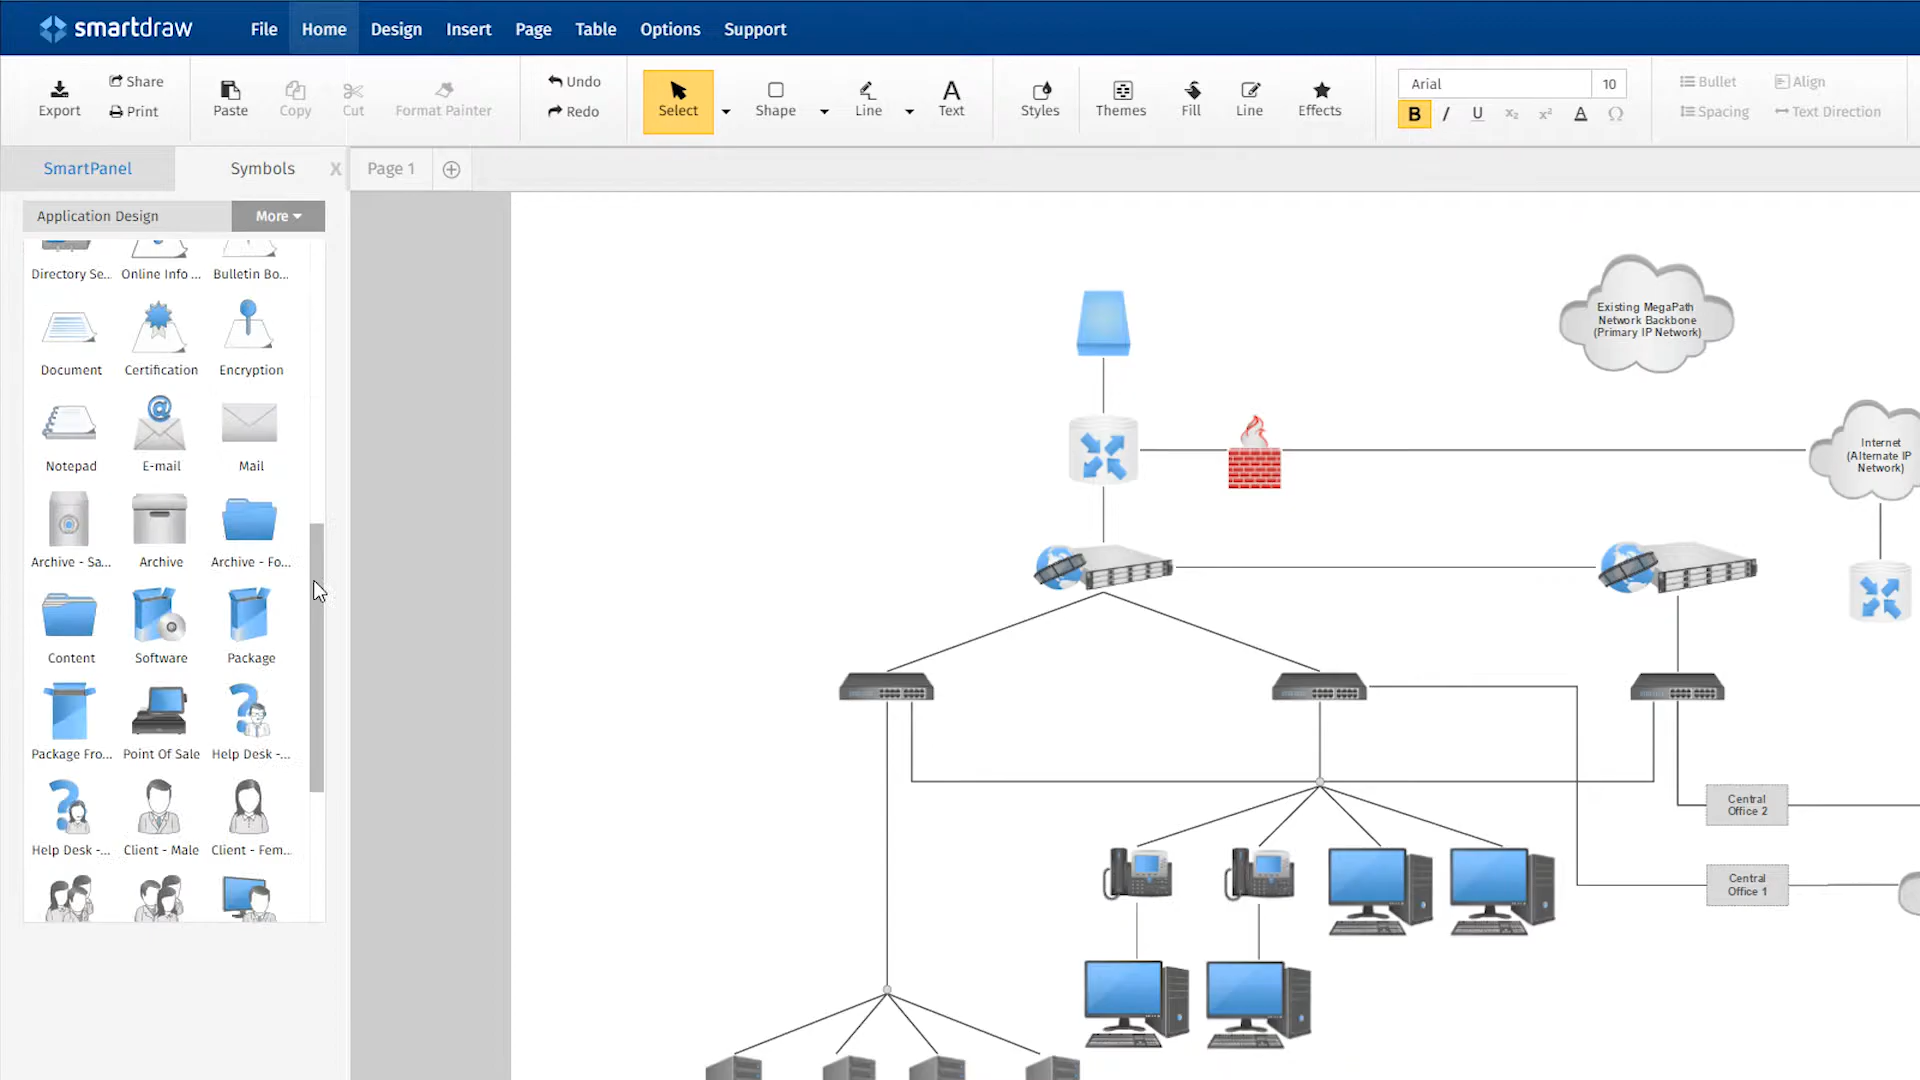 smartdraw File Home Design Insert Page Table Options Support
Export
Share
Print
Paste
Copy
Cut
Format Painter
Undo
Redo
Select
Shape
Line
Text
Styles
Themes
Fill
Line
Effects
Arial 10
B I U x₂ x² A Ω
Bullet
Align
Spacing
Text Direction
SmartPanel Symbols X Page 1
Application Design More
Directory Se... Online Info ... Bulletin Bo...
Document Certification Encryption
Notepad E-mail Mail
Archive - Sa... Archive Archive - Fo...
Content Software Package
Package Fro... Point Of Sale Help Desk -...
Help Desk -... Client - Male Client - Fem...
Existing MegaPath
Network Backbone
(Primary IP Network)
Internet
(Alternate IP
Network)
Central
Office 2
Central
Office 1